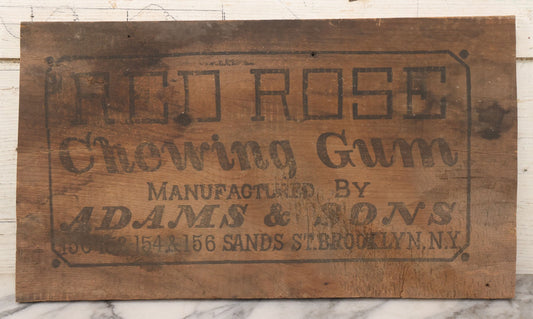 RED ROSE
Chewing Gum
MANUFACTURED BY
ADAMS & SONS
150 152 154 & 156 SANDS ST. BROOKLYN, N.Y.